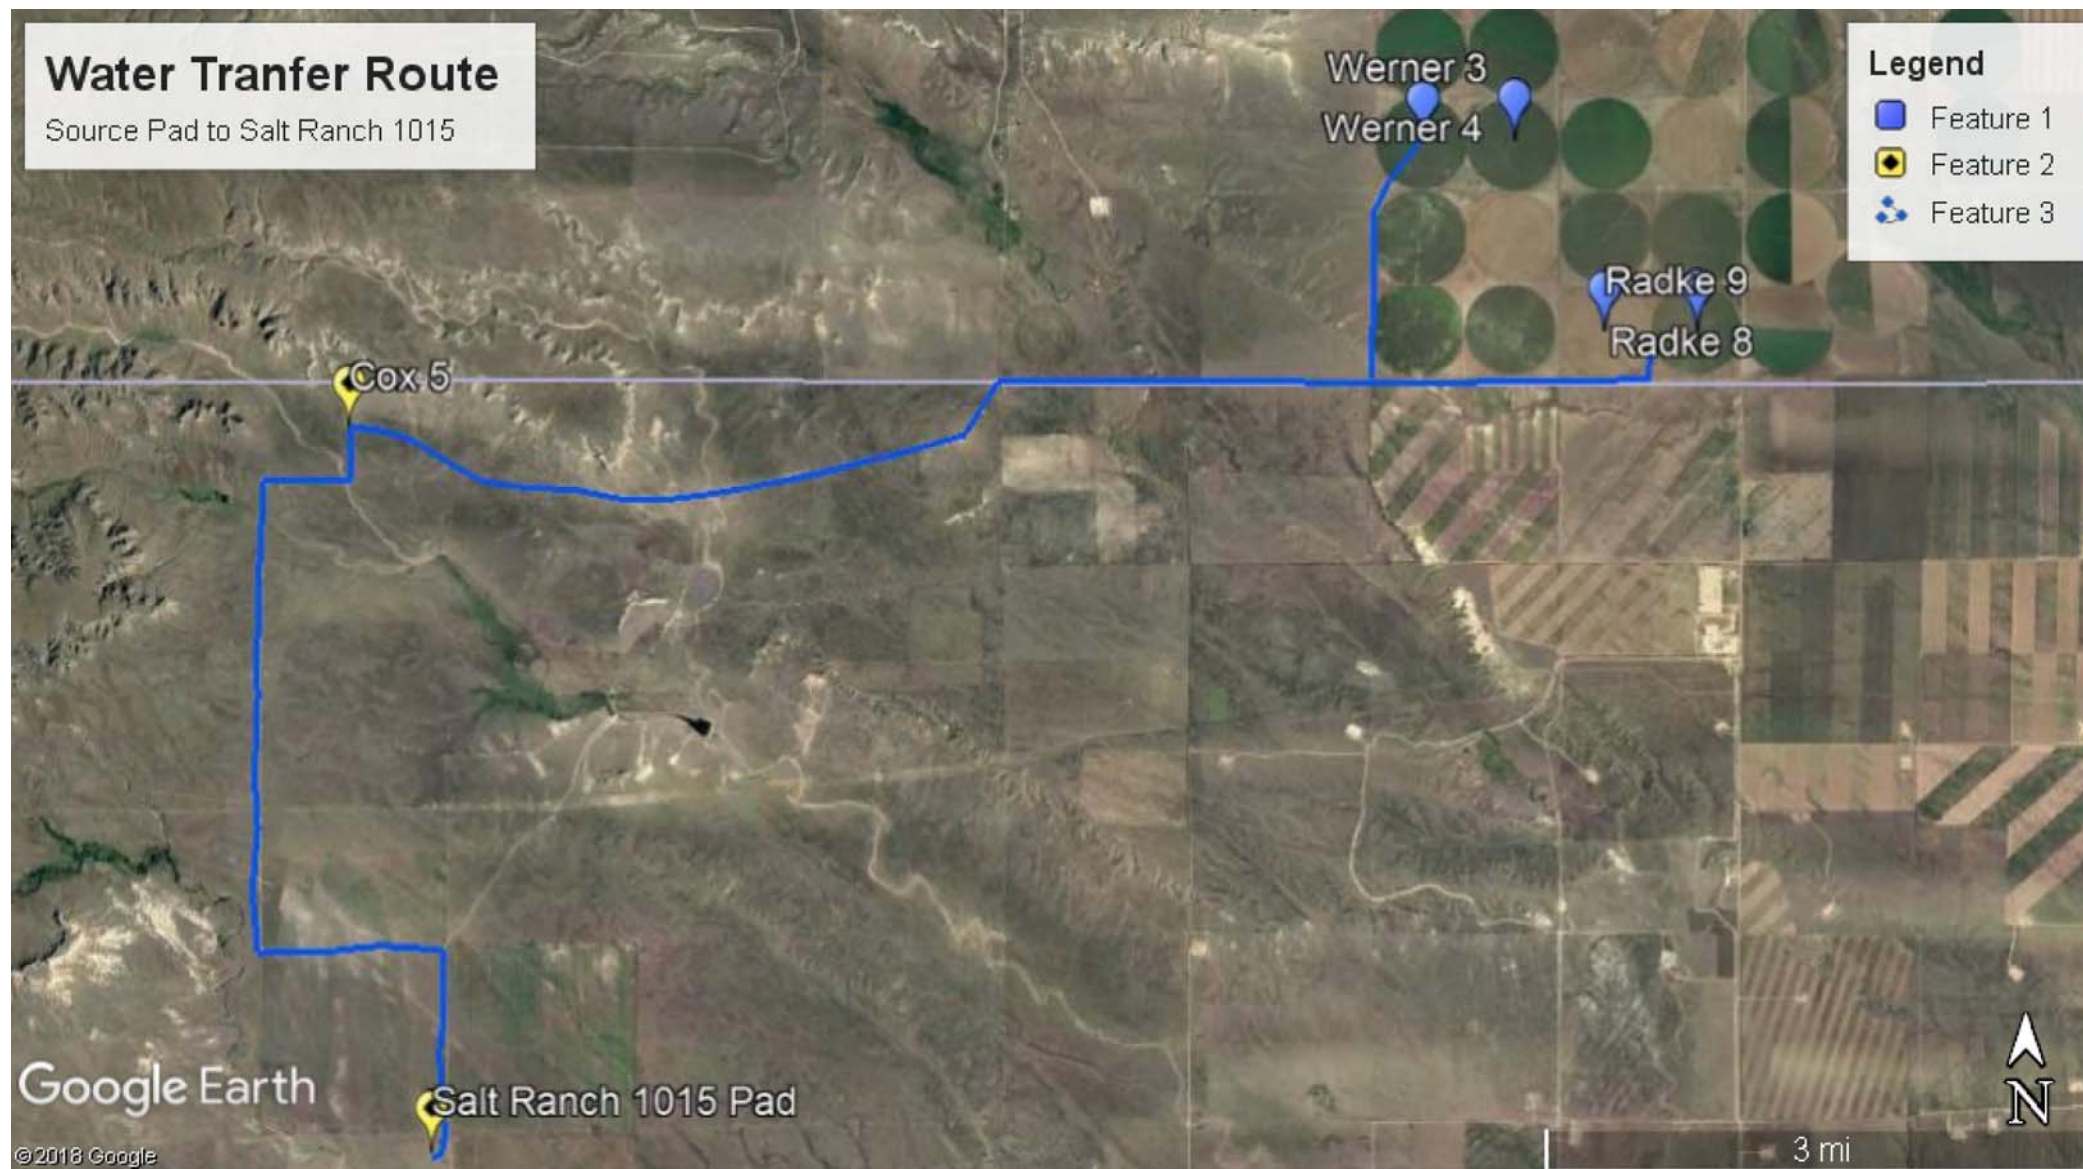 Water Tranfer Route
Source Pad to Salt Ranch 1015
Legend
Feature 1
Feature 2
Feature 3
Werner 3
Werner 4
Radke 9
Radke 8
Cox 5
Salt Ranch 1015 Pad
Google Earth
©2018 Google
N
3 mi